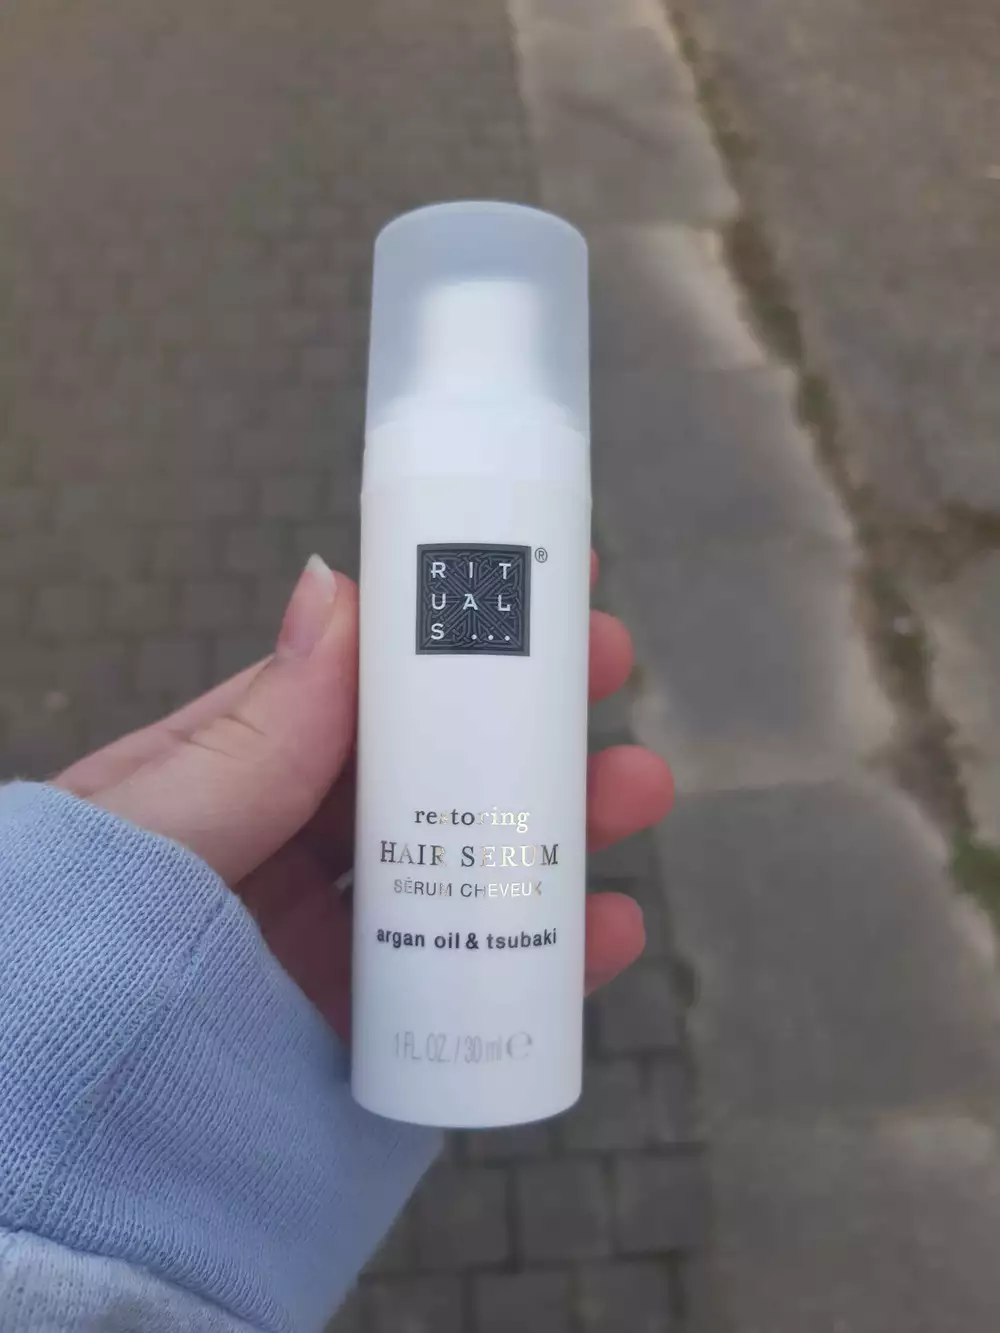 RIT
UAL
S...
®
restoring
HAIR SERUM
SÉRUM CHEVEUX
argan oil & tsubaki
1 FL. OZ. / 30 ml ℮